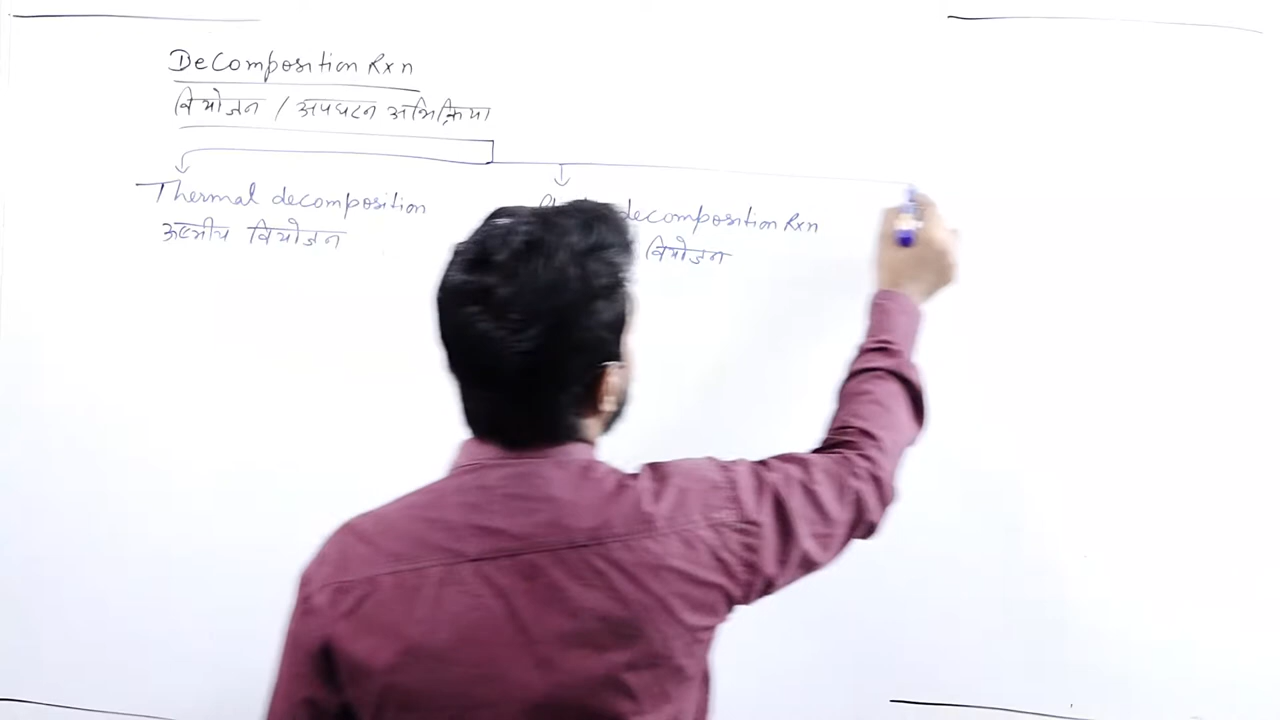 Decomposition Rxn
वियोजन / अपघटन अभिक्रिया
Thermal decomposition
ऊष्मीय वियोजन
decomposition Rxn
वियोजन